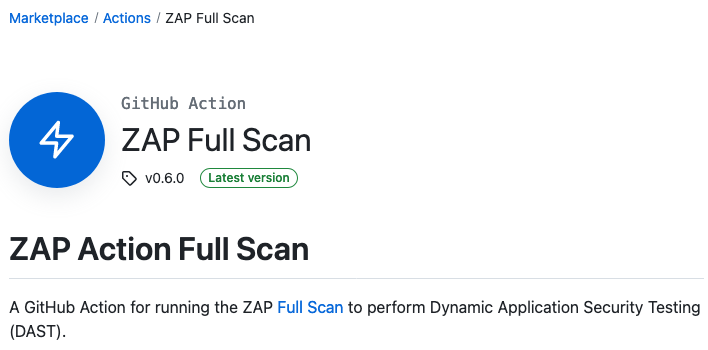 Marketplace / Actions / ZAP Full Scan
GitHub Action
ZAP Full Scan
v0.6.0 Latest version
ZAP Action Full Scan
A GitHub Action for running the ZAP Full Scan to perform Dynamic Application Security Testing
(DAST).